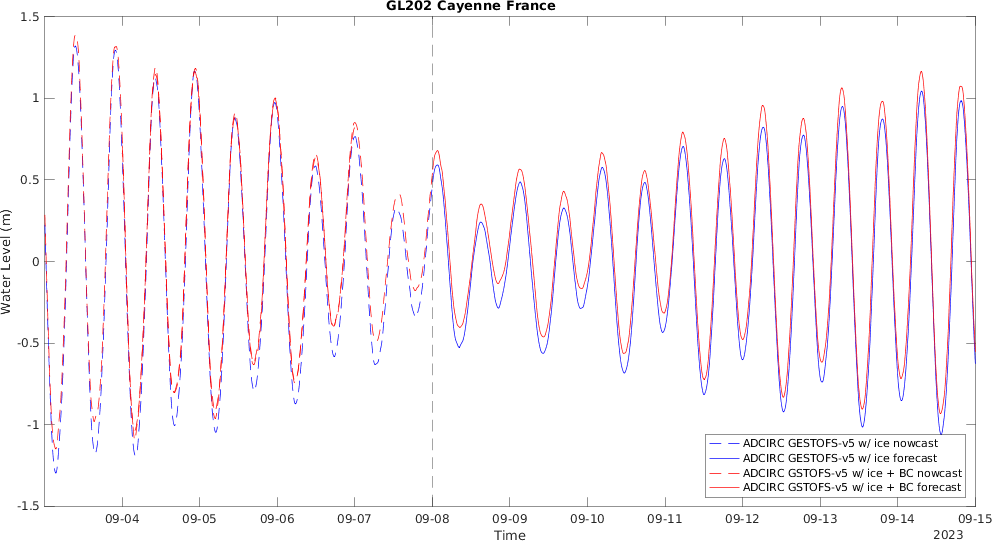 GL202 Cayenne France
1.5
1
0.5
0
-0.5
-1
-1.5
Water Level (m)
ADCIRC GESTOFS-v5 w/ ice nowcast
ADCIRC GESTOFS-v5 w/ ice forecast
ADCIRC GSTOFS-v5 w/ ice + BC nowcast
ADCIRC GSTOFS-v5 w/ ice + BC forecast
09-04 09-05 09-06 09-07 09-08 09-09 09-10 09-11 09-12 09-13 09-14 09-15
Time
2023